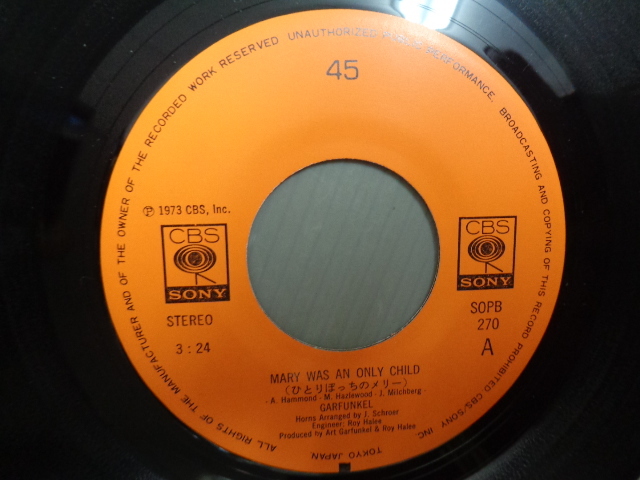 ALL RIGHTS OF THE MANUFACTURER AND OF THE OWNER OF THE RECORDED WORK RESERVED UNAUTHORIZED PUBLIC PERFORMANCE. BROADCASTING AND COPYING OF THIS RECORD PROHIBITED CBS/SONY INC. TOKYO JAPAN.
45
Ⓟ 1973 CBS, Inc.
CBS
SONY
CBS
SONY
STEREO
3 : 24
SOPB
270
A
MARY WAS AN ONLY CHILD
(ひとりぼっちのメリー)
- A. Hammond - M. Hazlewood - J. Milchberg -
GARFUNKEL
Horns Arranged by J. Schroer
Engineer: Roy Halee
Produced by Art Garfunkel & Roy Halee